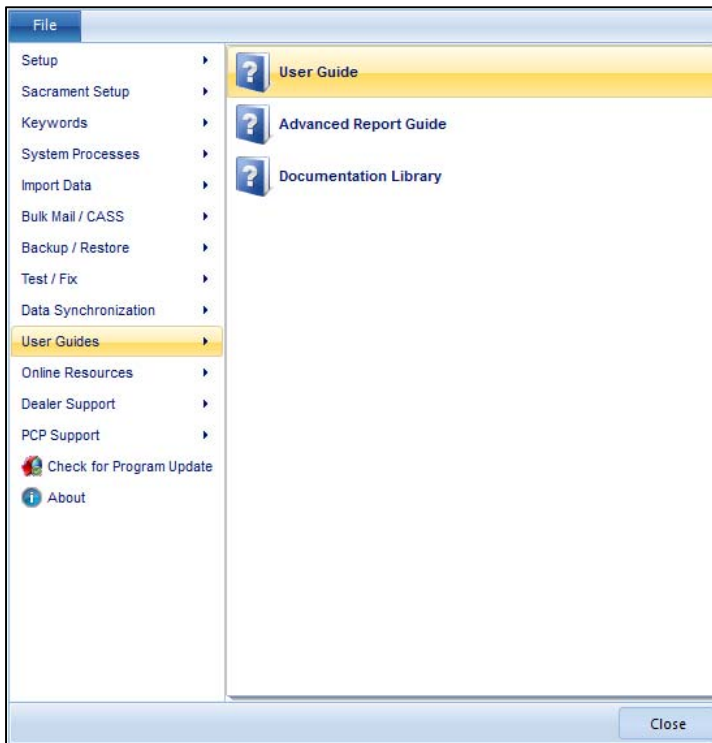 File
Setup
Sacrament Setup
Keywords
System Processes
Import Data
Bulk Mail / CASS
Backup / Restore
Test / Fix
Data Synchronization
User Guides
Online Resources
Dealer Support
PCP Support
Check for Program Update
About
User Guide
Advanced Report Guide
Documentation Library
Close